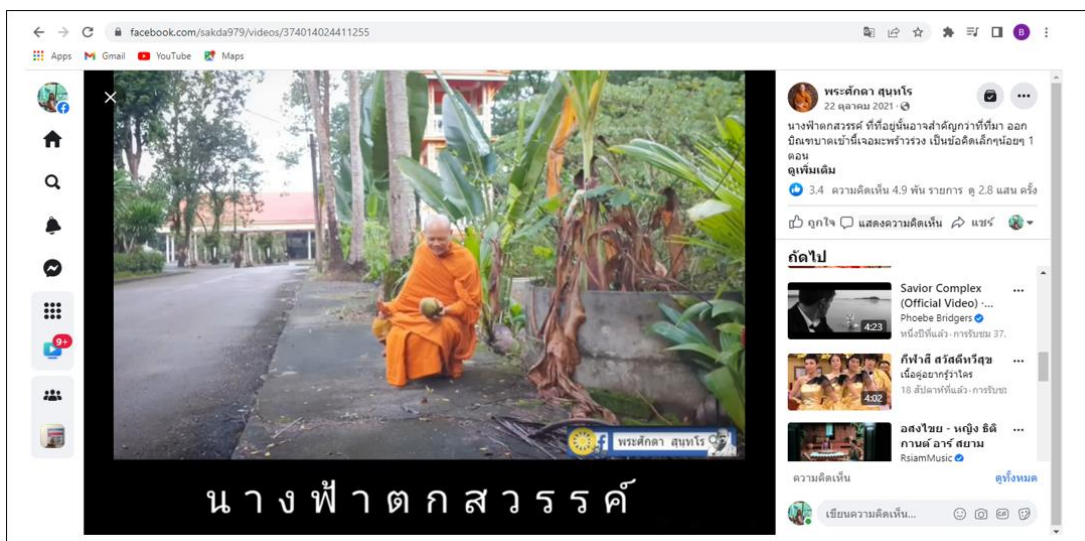 facebook.com/sakda979/videos/374014024411255
B
Apps
Gmail
YouTube
Maps
9+
พระศักดา สุนฺทโร
นางฟ้าตกสวรรค์
พระศักดา สุนฺทโร
22 ตุลาคม 2021
นางฟ้าตกสวรรค์ ที่ที่อยู่นั้นอาจสำคัญกว่าที่ที่มา ออก
บิณฑบาตเช้านี้เจอมะพร้าวร่วง เป็นข้อคิดเล็กๆน้อยๆ 1
ตอน
ดูเพิ่มเติม
3.4 ความคิดเห็น 4.9 พัน รายการ ดู 2.8 แสน ครั้ง
ถูกใจ แสดงความคิดเห็น แชร์
ถัดไป
Savior Complex
(Official Video) -...
Phoebe Bridgers
หนึ่งปีที่แล้ว · การรับชม 37.
4:23
กีฬาสี สวัสดิ์ทวีสุข
เนื้อคู่อยากรู้ว่าใคร
18 สัปดาห์ที่แล้ว · การรับชม
4:02
อสงไขย - หญิง ธิติ
กานต์ อาร์ สยาม
RsiamMusic
ความคิดเห็น
ดูทั้งหมด
เขียนความคิดเห็น...
GIF